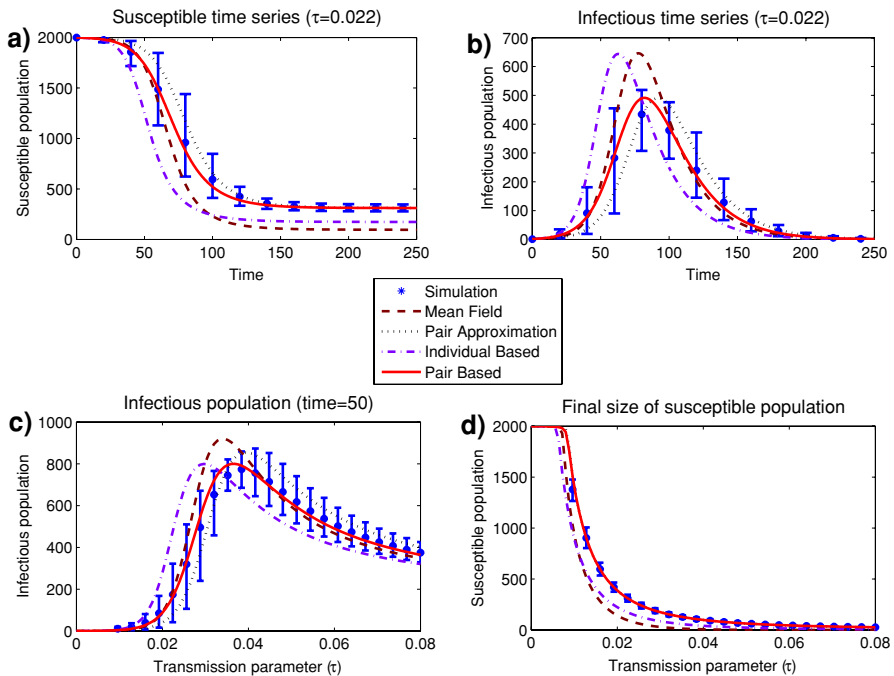 Susceptible time series (τ=0.022)
a)
2000
1500
1000
500
0
Susceptible population
0 50 100 150 200 250
Time
Infectious time series (τ=0.022)
b)
700
600
500
400
300
200
100
0
Infectious population
0 50 100 150 200 250
Time
Simulation
Mean Field
Pair Approximation
Individual Based
Pair Based
Infectious population (time=50)
c)
1000
800
600
400
200
0
Infectious population
0 0.02 0.04 0.06 0.08
Transmission parameter (τ)
Final size of susceptible population
d)
2000
1500
1000
500
0
Susceptible population
0 0.02 0.04 0.06 0.08
Transmission parameter (τ)